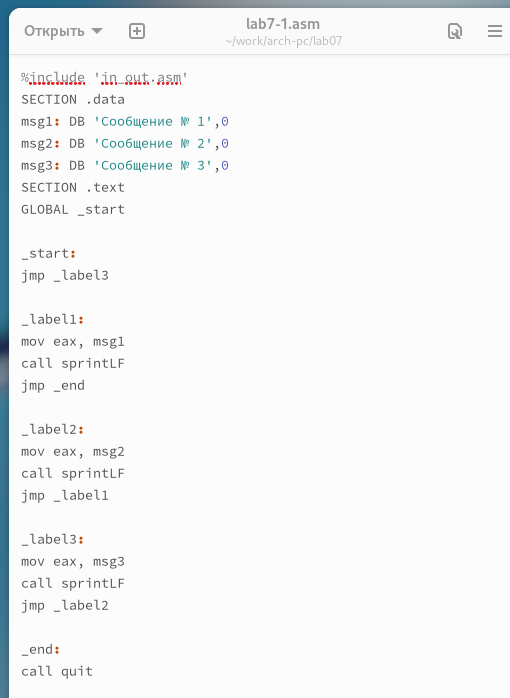 Открыть
lab7-1.asm
~/work/arch-pc/lab07
%include 'in_out.asm'
SECTION .data
msg1: DB 'Сообщение № 1',0
msg2: DB 'Сообщение № 2',0
msg3: DB 'Сообщение № 3',0
SECTION .text
GLOBAL _start
_start:
jmp _label3
_label1:
mov eax, msg1
call sprintLF
jmp _end
_label2:
mov eax, msg2
call sprintLF
jmp _label1
_label3:
mov eax, msg3
call sprintLF
jmp _label2
_end:
call quit